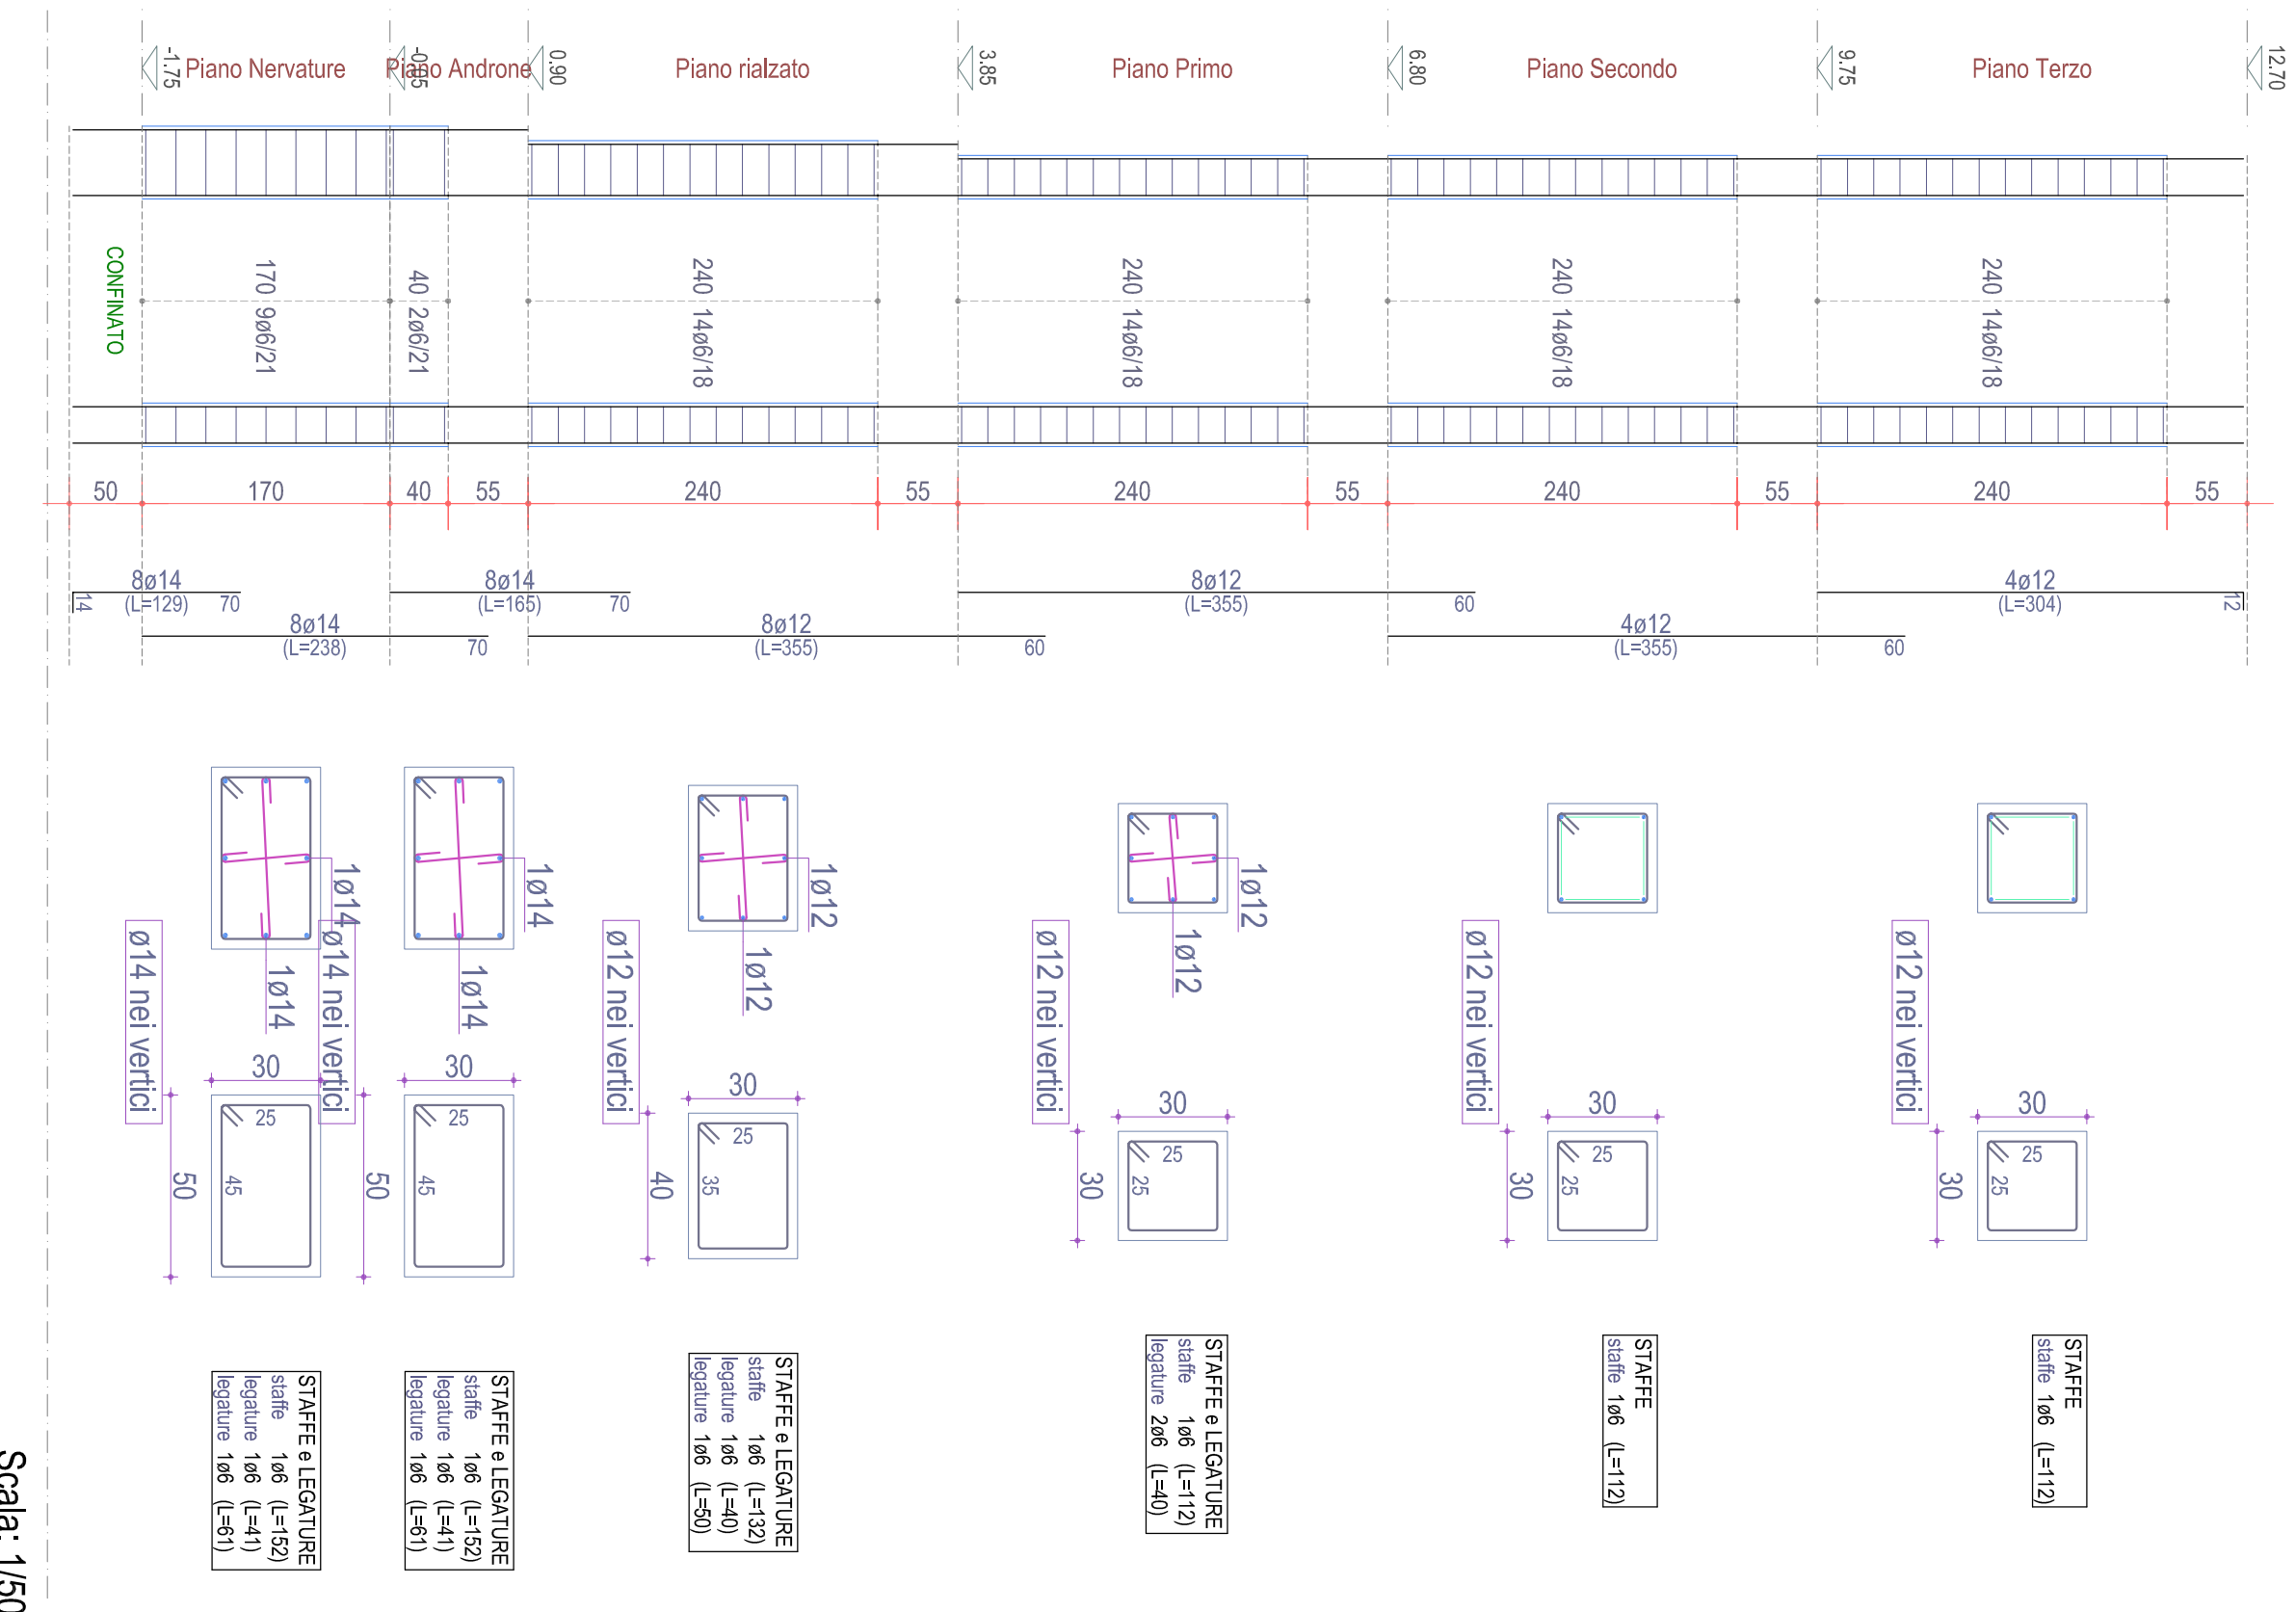 -1.75
Piano Nervature
-0.05
Piano Androne
0.90
Piano rialzato
3.85
Piano Primo
6.80
Piano Secondo
9.75
Piano Terzo
12.70
CONFINATO
170 9ø6/21
40 2ø6/21
240 14ø6/18
240 14ø6/18
240 14ø6/18
240 14ø6/18
50
170
40
55
240
55
240
55
240
55
240
55
8ø14
(L=129)
70
14
8ø14
(L=165)
70
8ø12
(L=355)
60
4ø12
(L=304)
12
8ø14
(L=238)
70
8ø12
(L=355)
60
4ø12
(L=355)
60
1ø14
1ø14
ø14 nei vertici
1ø14
1ø14
ø14 nei vertici
1ø12
1ø12
ø12 nei vertici
1ø12
1ø12
ø12 nei vertici
ø12 nei vertici
ø12 nei vertici
30
25
45
50
30
25
45
50
30
25
35
40
30
25
25
30
30
25
25
30
30
25
25
30
STAFFE e LEGATURE
staffe 1ø6 (L=152)
legature 1ø6 (L=41)
legature 1ø6 (L=61)
STAFFE e LEGATURE
staffe 1ø6 (L=152)
legature 1ø6 (L=41)
legature 1ø6 (L=61)
STAFFE e LEGATURE
staffe 1ø6 (L=132)
legature 1ø6 (L=40)
legature 1ø6 (L=50)
STAFFE e LEGATURE
staffe 1ø6 (L=112)
legature 2ø6 (L=40)
STAFFE
staffe 1ø6 (L=112)
STAFFE
staffe 1ø6 (L=112)
Scala: 1/50